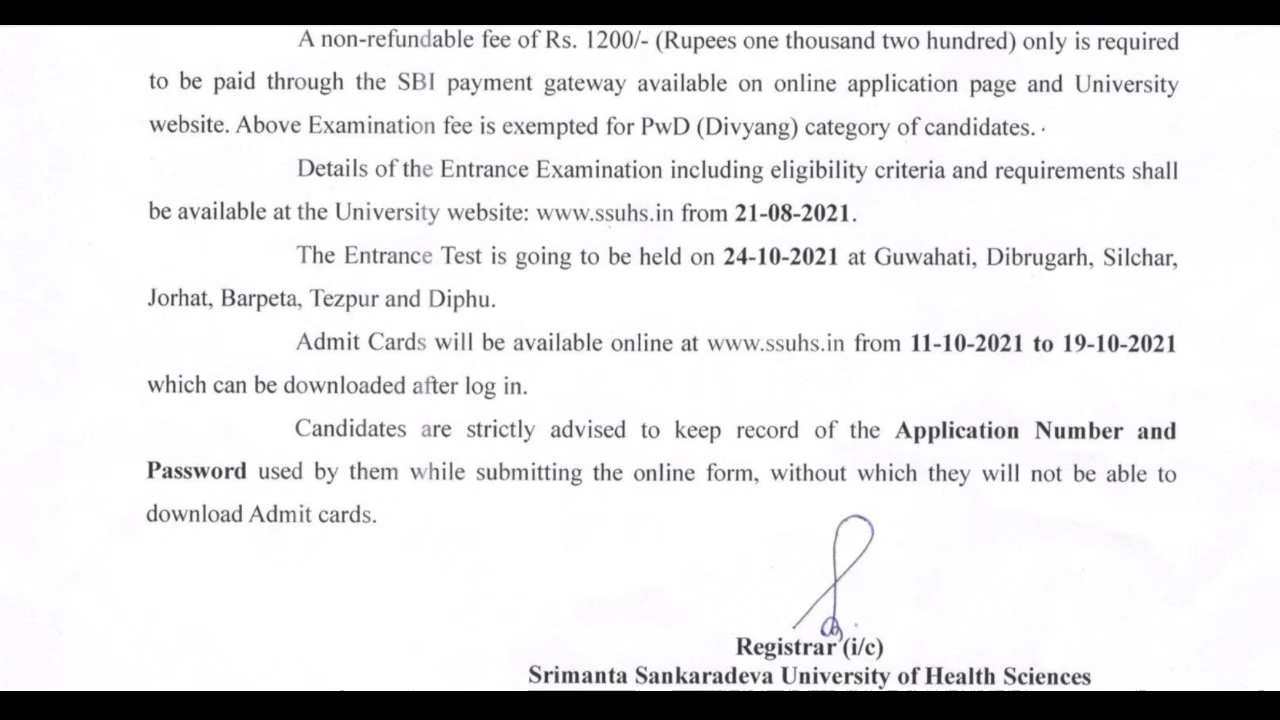 A non-refundable fee of Rs. 1200/- (Rupees one thousand two hundred) only is required
to be paid through the SBI payment gateway available on online application page and University
website. Above Examination fee is exempted for PwD (Divyang) category of candidates.
Details of the Entrance Examination including eligibility criteria and requirements shall
be available at the University website: www.ssuhs.in from 21-08-2021.
The Entrance Test is going to be held on 24-10-2021 at Guwahati, Dibrugarh, Silchar,
Jorhat, Barpeta, Tezpur and Diphu.
Admit Cards will be available online at www.ssuhs.in from 11-10-2021 to 19-10-2021
which can be downloaded after log in.
Candidates are strictly advised to keep record of the Application Number and
Password used by them while submitting the online form, without which they will not be able to
download Admit cards.
Registrar (i/c)
Srimanta Sankaradeva University of Health Sciences